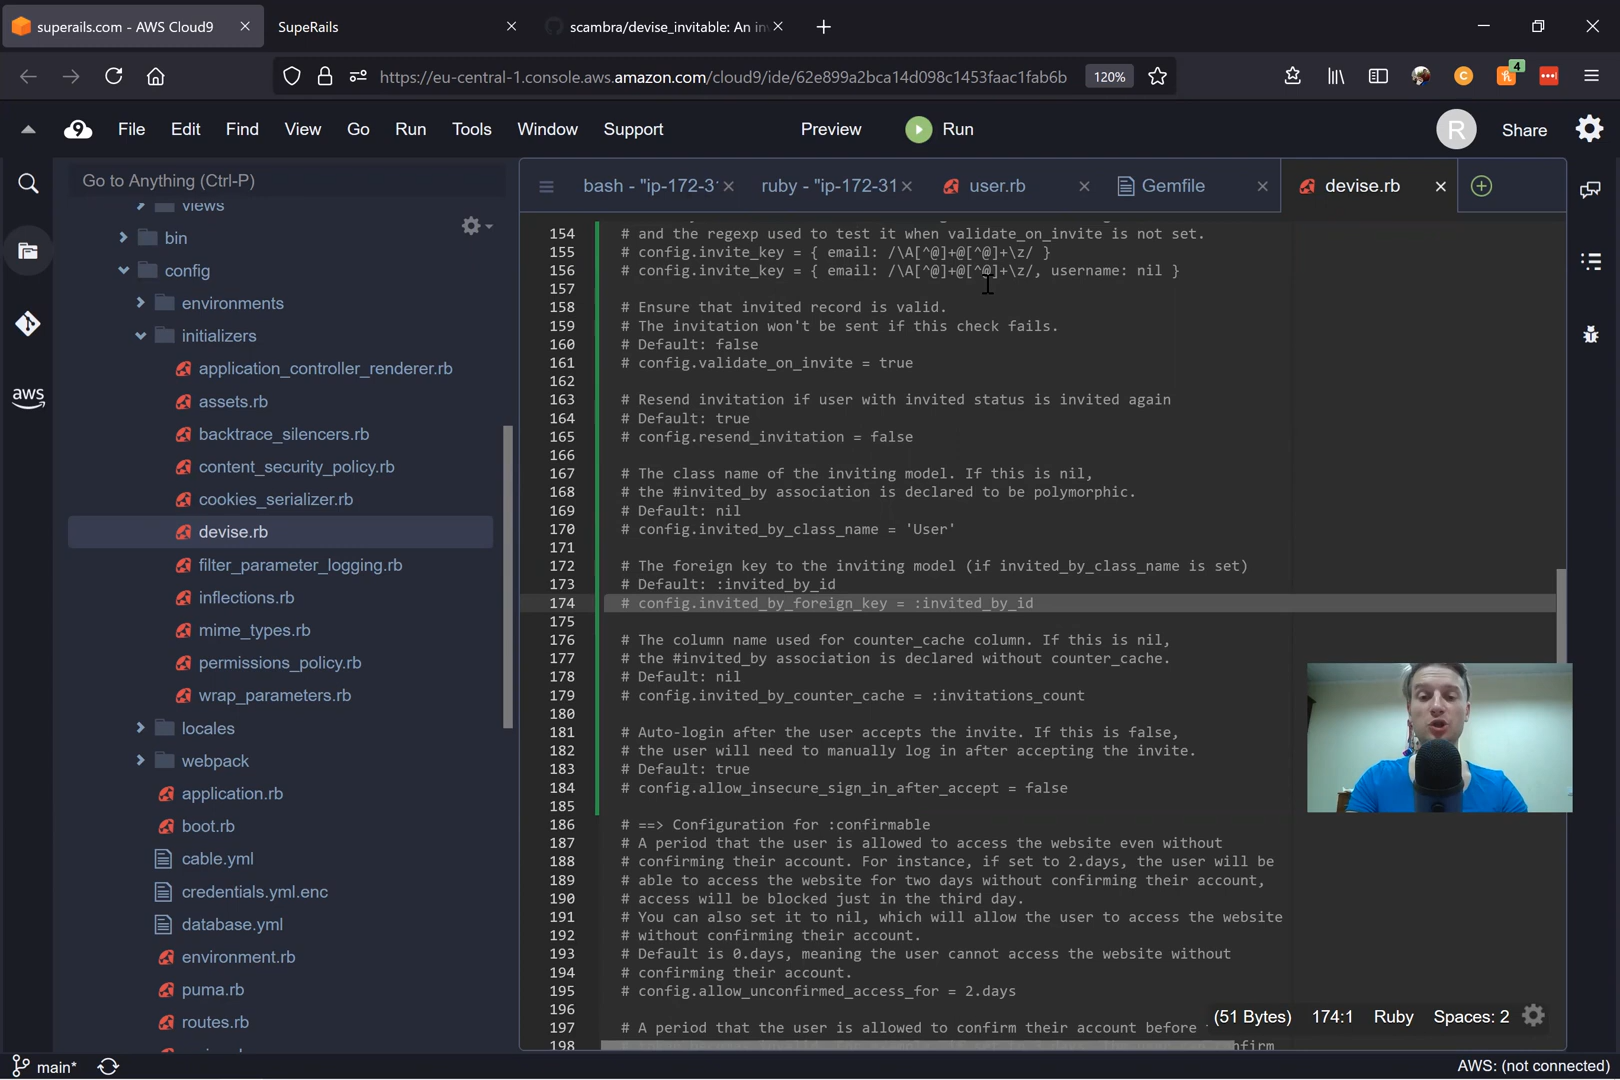 superails.com - AWS Cloud9
SupeRails
scambra/devise_invitable: An in
https://eu-central-1.console.aws.amazon.com/cloud9/ide/62e899a2bca14d098c1453faac1fab6b
120%
4
9
File Edit Find View Go Run Tools Window Support
Preview
Run
R
Share
Go to Anything (Ctrl-P)
bash - "ip-172-3
ruby - "ip-172-31
user.rb
Gemfile
devise.rb
aws
views
bin
config
environments
initializers
application_controller_renderer.rb
assets.rb
backtrace_silencers.rb
content_security_policy.rb
cookies_serializer.rb
devise.rb
filter_parameter_logging.rb
inflections.rb
mime_types.rb
permissions_policy.rb
wrap_parameters.rb
locales
webpack
application.rb
boot.rb
cable.yml
credentials.yml.enc
database.yml
environment.rb
puma.rb
routes.rb
154 # and the regexp used to test it when validate_on_invite is not set.
155 # config.invite_key = { email: /\A[^@]+@[^@]+\z/ }
156 # config.invite_key = { email: /\A[^@]+@[^@]+\z/, username: nil }
157
158 # Ensure that invited record is valid.
159 # The invitation won't be sent if this check fails.
160 # Default: false
161 # config.validate_on_invite = true
162
163 # Resend invitation if user with invited status is invited again
164 # Default: true
165 # config.resend_invitation = false
166
167 # The class name of the inviting model. If this is nil,
168 # the #invited_by association is declared to be polymorphic.
169 # Default: nil
170 # config.invited_by_class_name = 'User'
171
172 # The foreign key to the inviting model (if invited_by_class_name is set)
173 # Default: :invited_by_id
174 # config.invited_by_foreign_key = :invited_by_id
175
176 # The column name used for counter_cache column. If this is nil,
177 # the #invited_by association is declared without counter_cache.
178 # Default: nil
179 # config.invited_by_counter_cache = :invitations_count
180
181 # Auto-login after the user accepts the invite. If this is false,
182 # the user will need to manually log in after accepting the invite.
183 # Default: true
184 # config.allow_insecure_sign_in_after_accept = false
185
186 # ==> Configuration for :confirmable
187 # A period that the user is allowed to access the website even without
188 # confirming their account. For instance, if set to 2.days, the user will be
189 # able to access the website for two days without confirming their account,
190 # access will be blocked just in the third day.
191 # You can also set it to nil, which will allow the user to access the website
192 # without confirming their account.
193 # Default is 0.days, meaning the user cannot access the website without
194 # confirming their account.
195 # config.allow_unconfirmed_access_for = 2.days
196
197 # A period that the user is allowed to confirm their account before
198
(51 Bytes) 174:1 Ruby Spaces: 2
main*
AWS: (not connected)